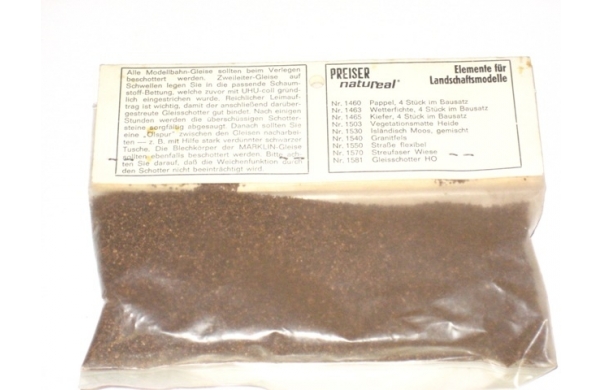 Alle Modellbahn-Gleise sollten beim Verlegen
beschottert werden. Zweileiter-Gleise auf
Schwellen legen Sie in die passende Schaum-
stoff-Bettung, welche zuvor mit UHU-coll gründ-
lich eingestrichen wurde. Reichlicher Leimauf-
trag ist wichtig, damit der anschließend darüber-
gestreute Gleisschotter gut bindet. Nach einigen
Stunden werden die überschüssigen Schotter-
steine sorgfältig abgesaugt. Danach sollten Sie
eine "Ölspur" zwischen den Gleisen nacharbei-
ten — z. B. mit Hilfe stark verdünnter schwarzer
Tusche. Die Blechkörper der MÄRKLIN-Gleise
sollten ebenfalls beschottert werden. Bitte
ten Sie darauf, daß die Weichenfunktion durch
den Schotter nicht beeinträchtigt wird.
PREISER
natureal
Elemente für
Landschaftsmodelle
Nr. 1460 Pappel, 4 Stück im Bausatz
Nr. 1463 Wetterfichte, 4 Stück im Bausatz
Nr. 1465 Kiefer, 4 Stück im Bausatz
Nr. 1503 Vegetationsmatte Heide
Nr. 1530 Isländisch Moos, gemischt
Nr. 1540 Granitfels
Nr. 1550 Straße flexibel
Nr. 1570 Streufaser Wiese
Nr. 1581 Gleisschotter HO